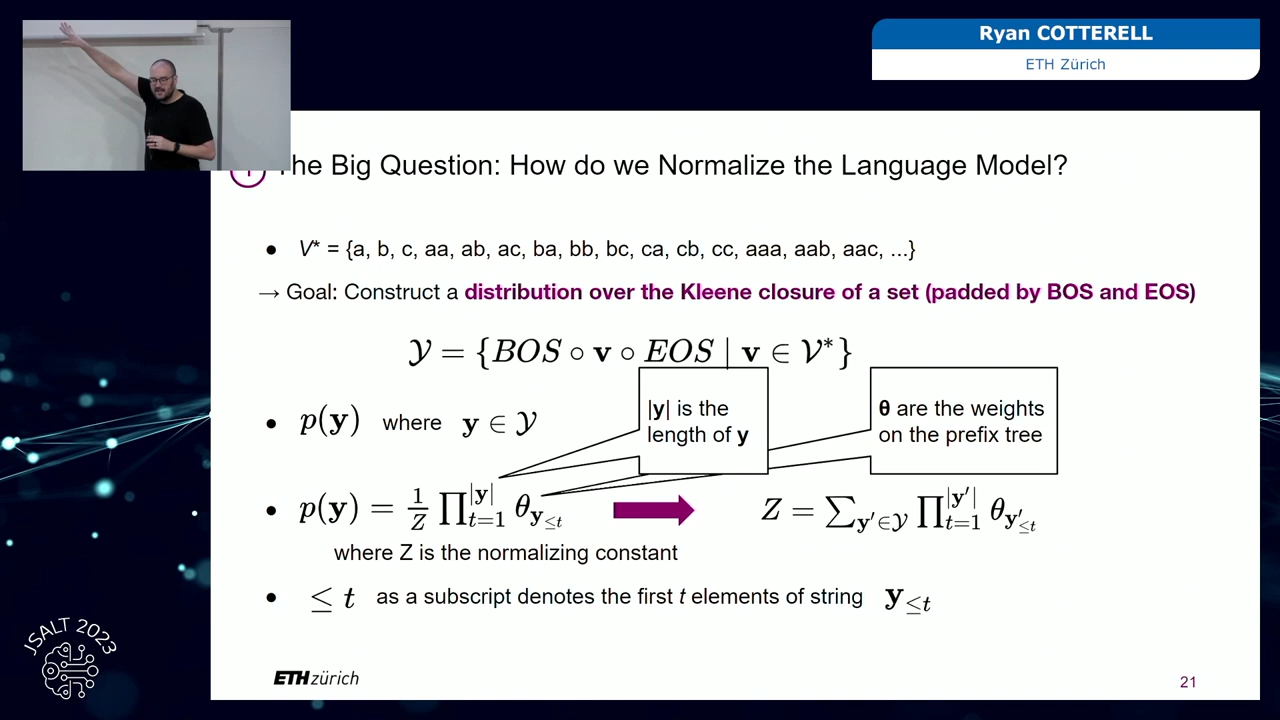 Ryan COTTERELL
ETH Zürich
he Big Question: How do we Normalize the Language Model?
• V* = {a, b, c, aa, ab, ac, ba, bb, bc, ca, cb, cc, aaa, aab, aac, ...}
→ Goal: Construct a distribution over the Kleene closure of a set (padded by BOS and EOS)
𝒴 = {BOS ∘ v ∘ EOS | v ∈ 𝒱*}
|y| is the
length of y
θ are the weights
on the prefix tree
• p(y) where y ∈ 𝒴
• p(y) = 1/Z ∏_{t=1}^{|y|} θ_{y≤t} Z = ∑_{y′∈𝒴} ∏_{t=1}^{|y′|} θ_{y′≤t}
where Z is the normalizing constant
• ≤ t as a subscript denotes the first t elements of string y≤t
JSALT 2023
ETH zürich
21